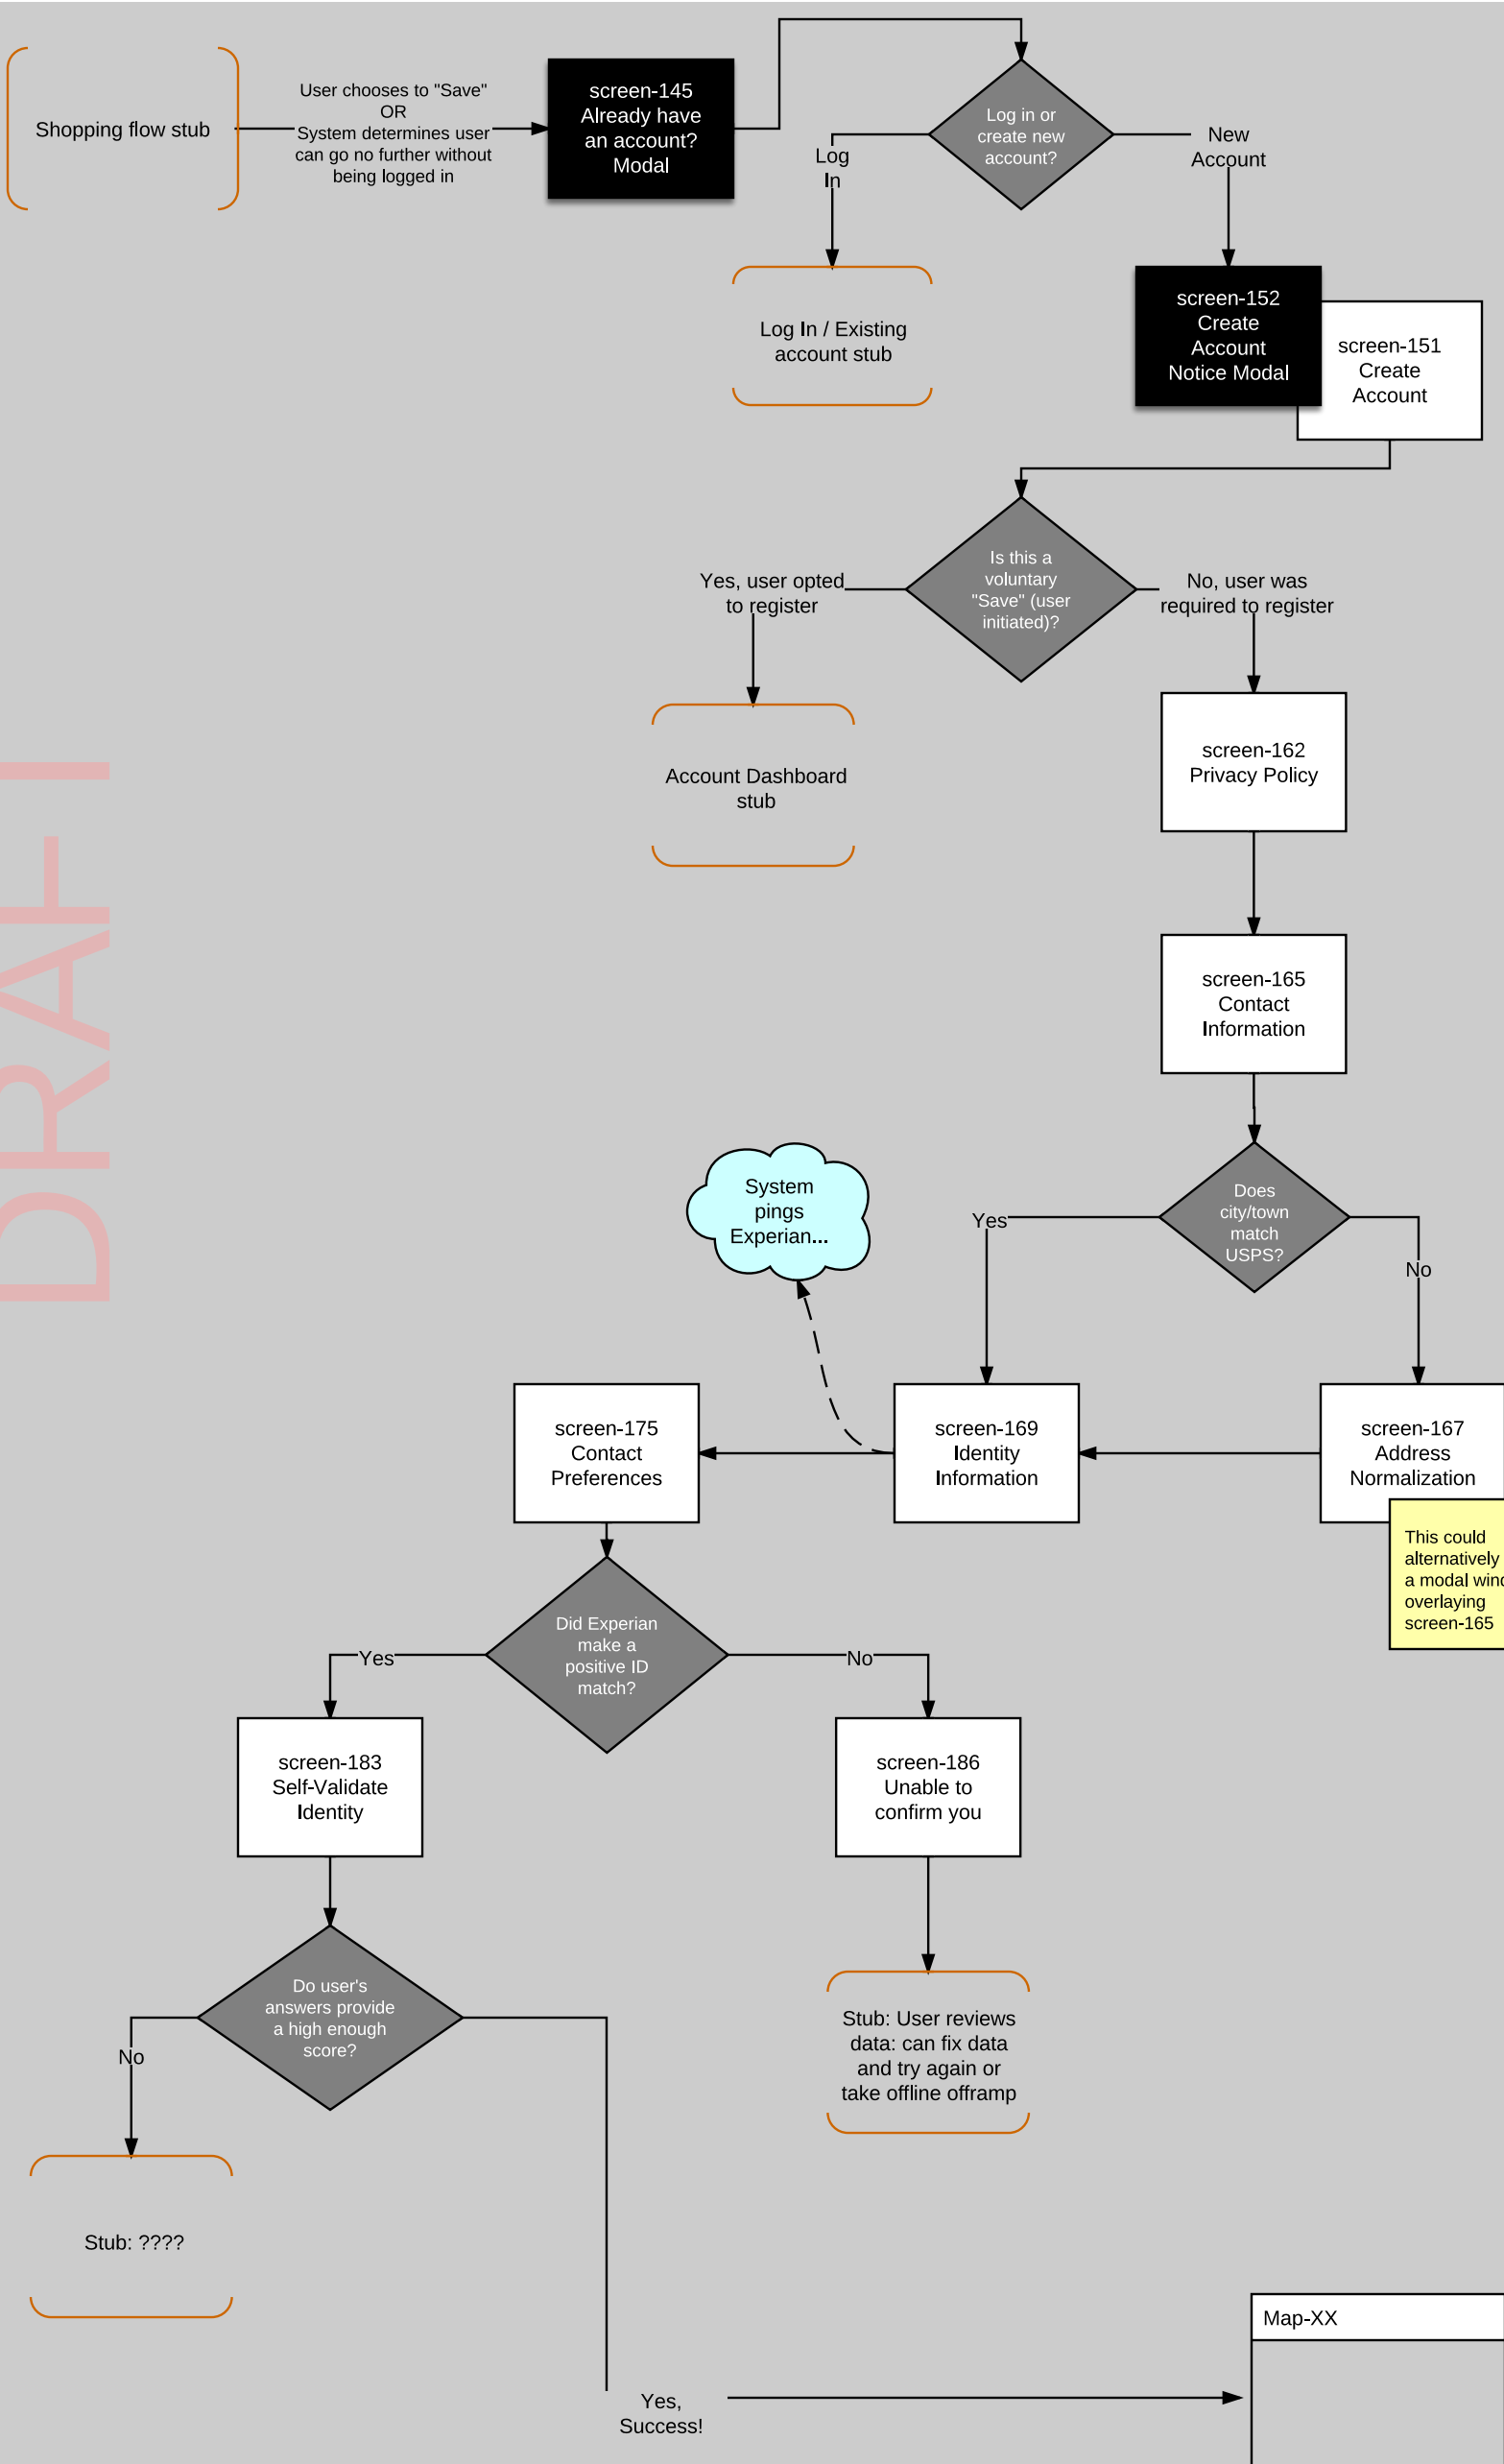 Shopping flow stub
User chooses to "Save"
OR
System determines user
can go no further without
being logged in
screen-145
Already have
an account?
Modal
Log in or
create new
account?
Log
In
New
Account
Log In / Existing
account stub
screen-152
Create
Account
Notice Modal
screen-151
Create
Account
Is this a
voluntary
"Save" (user
initiated)?
Yes, user opted
to register
No, user was
required to register
Account Dashboard
stub
screen-162
Privacy Policy
DRAFT
screen-165
Contact
Information
Does
city/town
match
USPS?
Yes
No
System
pings
Experian...
screen-175
Contact
Preferences
screen-169
Identity
Information
screen-167
Address
Normalization
This could
alternatively
a modal
overlaying
screen-165
Did Experian
make a
positive ID
match?
Yes
No
screen-183
Self-Validate
Identity
screen-186
Unable to
confirm you
Do user's
answers provide
a high enough
score?
No
Stub: User reviews
data: can fix data
and try again or
take offline offramp
Stub: ????
Yes,
Success!
Map-XX